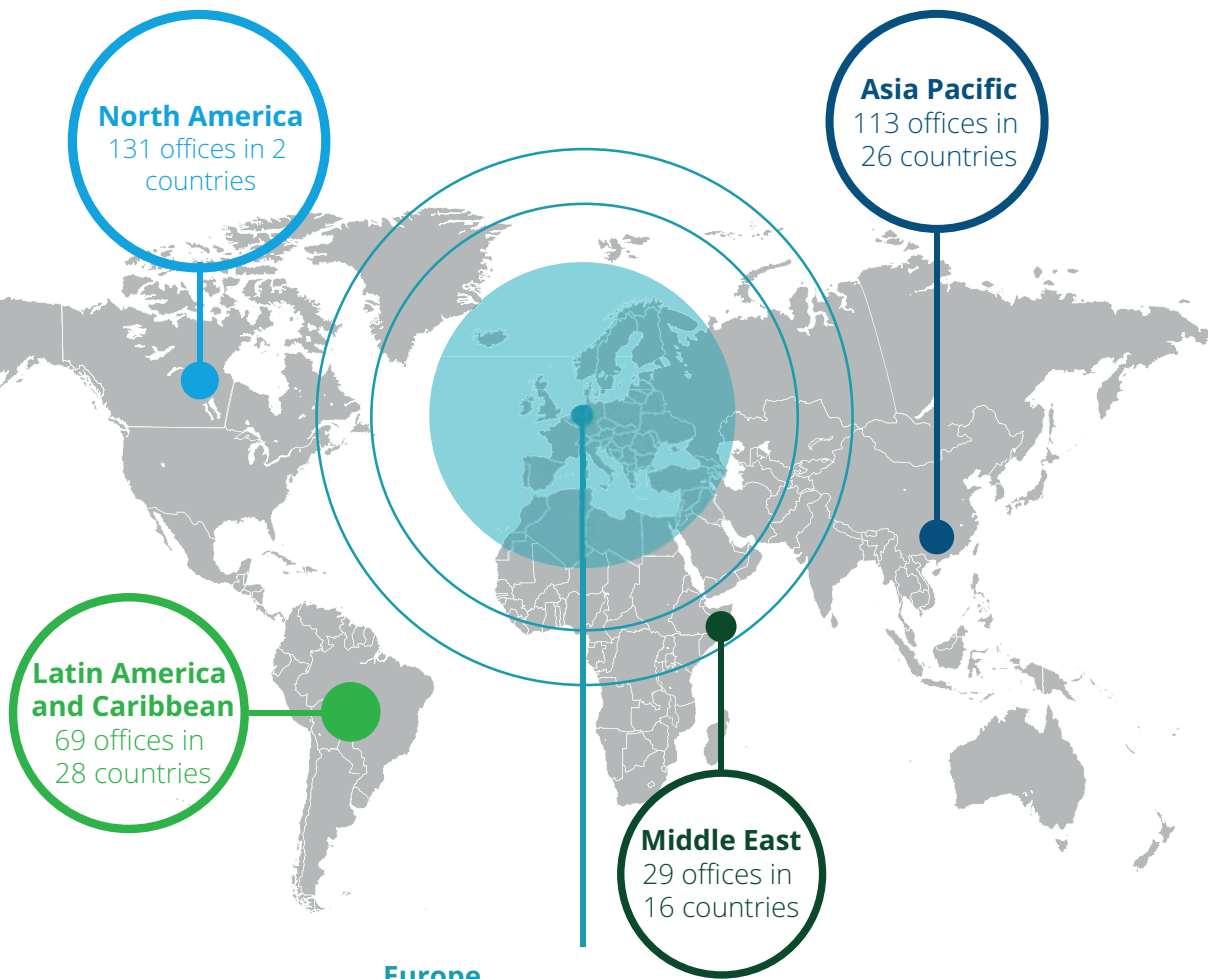 North America
131 offices in 2
countries
Asia Pacific
113 offices in
26 countries
Latin America
and Caribbean
69 offices in
28 countries
Middle East
29 offices in
16 countries
Europe